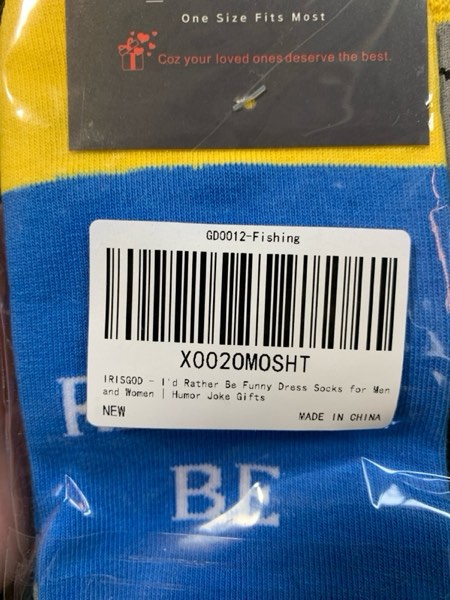 One Size Fits Most
Coz your loved ones deserve the best.
GD0012-Fishing
X0020MOSHT
IRISGOD - I'd Rather Be Funny Dress Socks for Men
and Women | Humor Joke Gifts
NEW MADE IN CHINA
BE